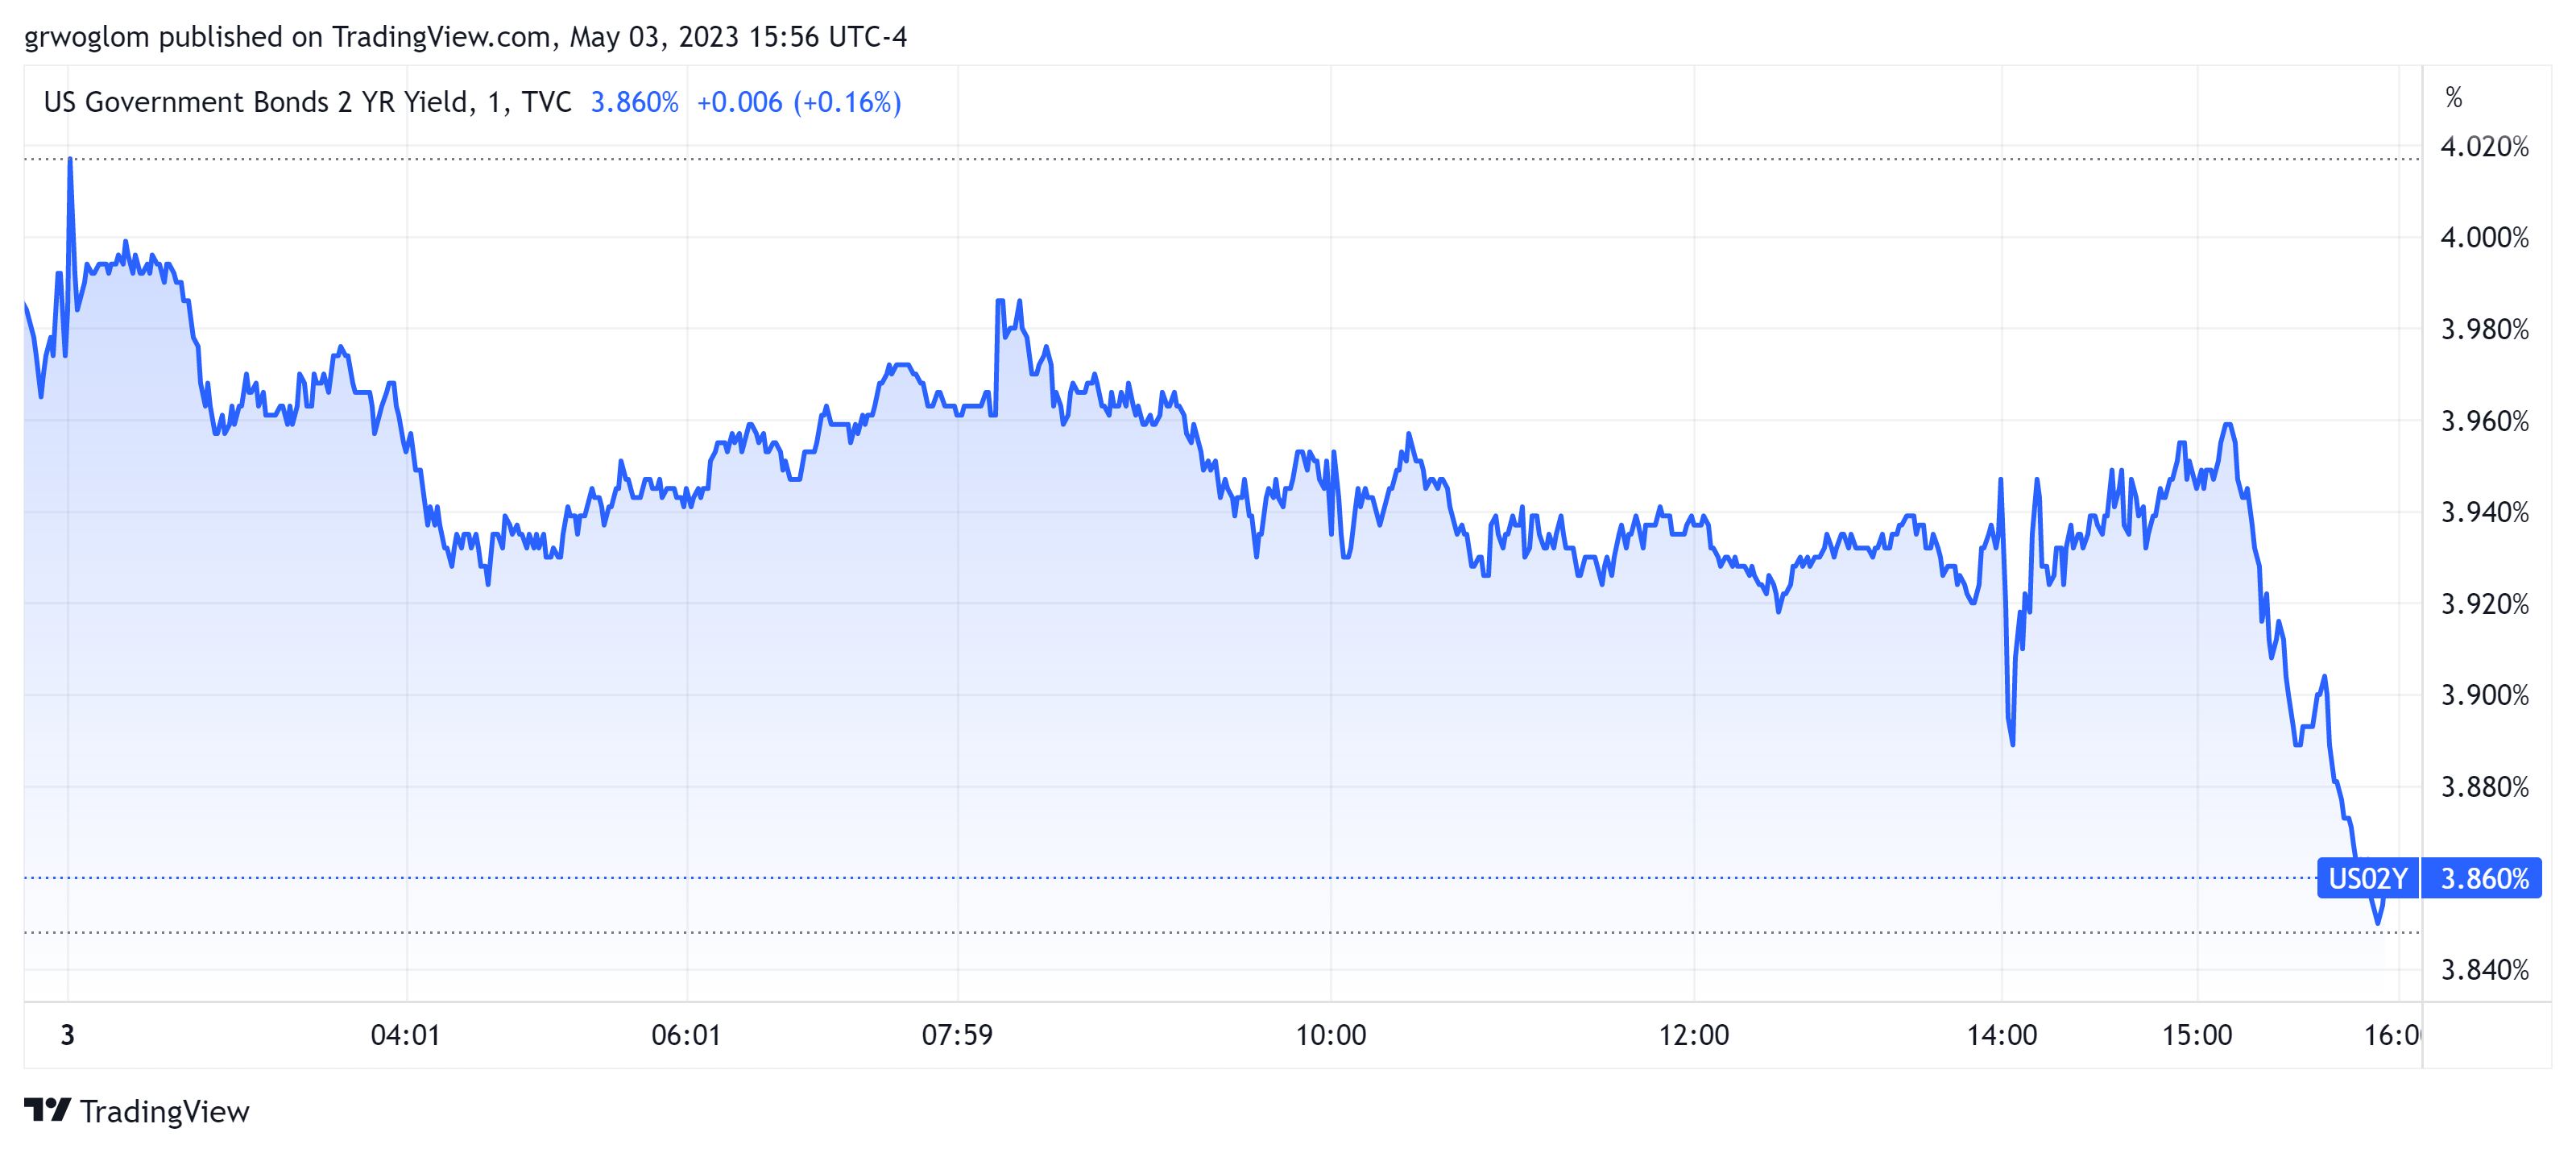 grwoglom published on TradingView.com, May 03, 2023 15:56 UTC-4
US Government Bonds 2 YR Yield, 1, TVC 3.860% +0.006 (+0.16%)
%
4.020%
4.000%
3.980%
3.960%
3.940%
3.920%
3.900%
3.880%
US02Y 3.860%
3.840%
3 04:01 06:01 07:59 10:00 12:00 14:00 15:00 16:0
TradingView